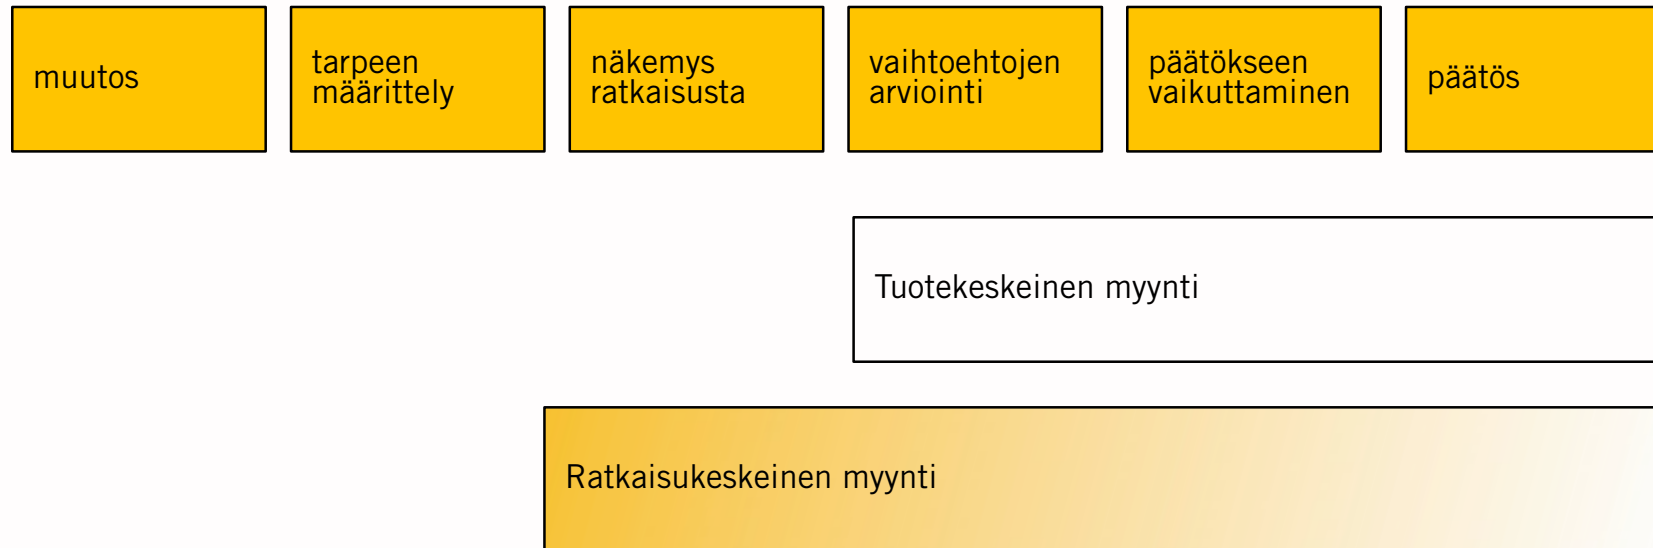 muutos
tarpeen
määrittely
näkemys
ratkaisusta
vaihtoehtojen
arviointi
päätökseen
vaikuttaminen
päätös
Tuotekeskeinen myynti
Ratkaisukeskeinen myynti